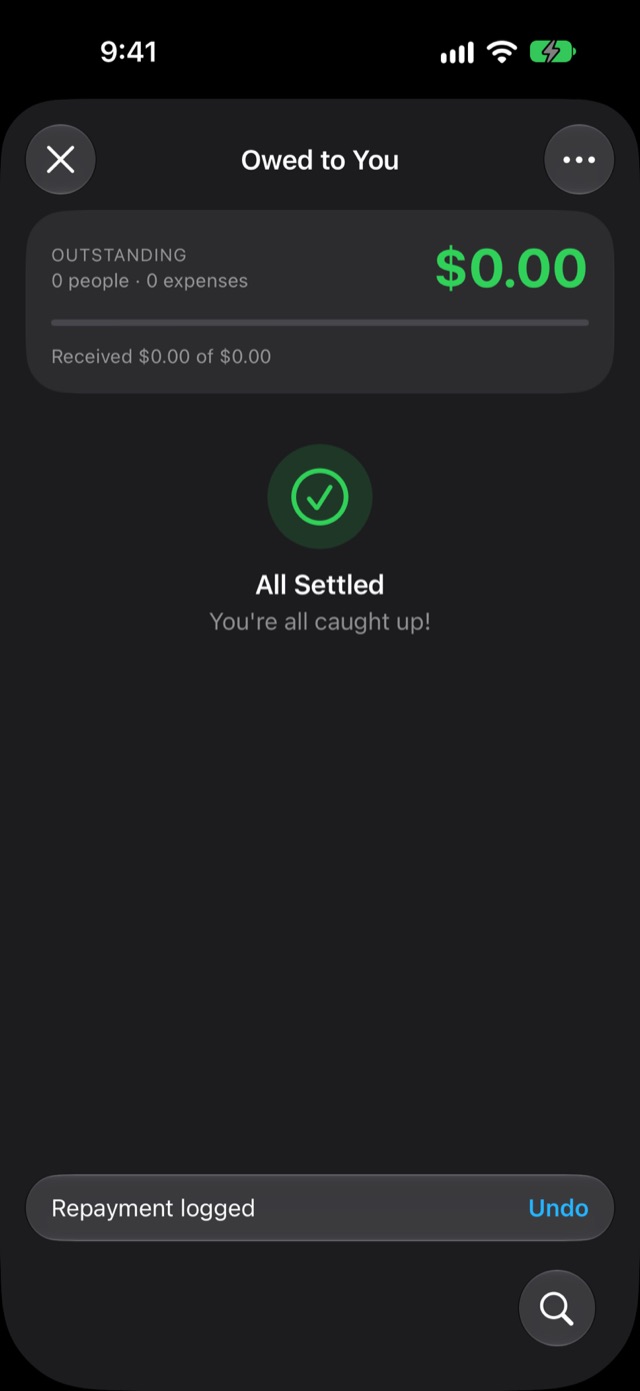 9:41
Owed to You
OUTSTANDING
$0.00
0 people · 0 expenses
Received $0.00 of $0.00
All Settled
You're all caught up!
Repayment logged
Undo